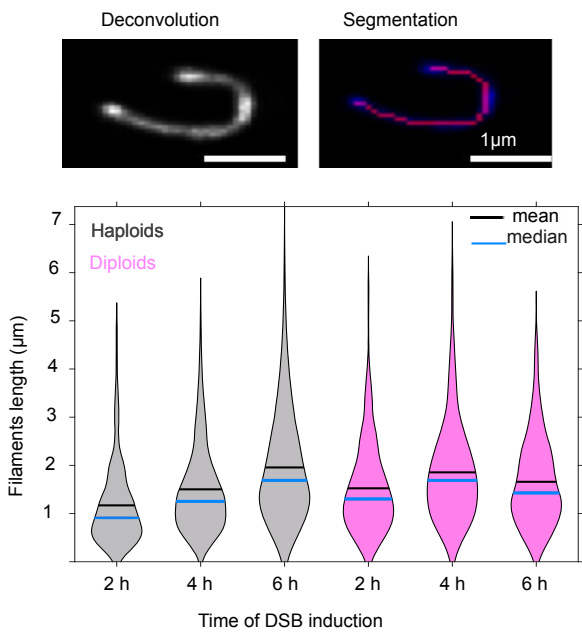 Deconvolution
Segmentation
1µm
7
6
5
4
3
2
1
Filaments length (µm)
Haploids
Diploids
mean
median
2 h 4 h 6 h 2 h 4 h 6 h
Time of DSB induction